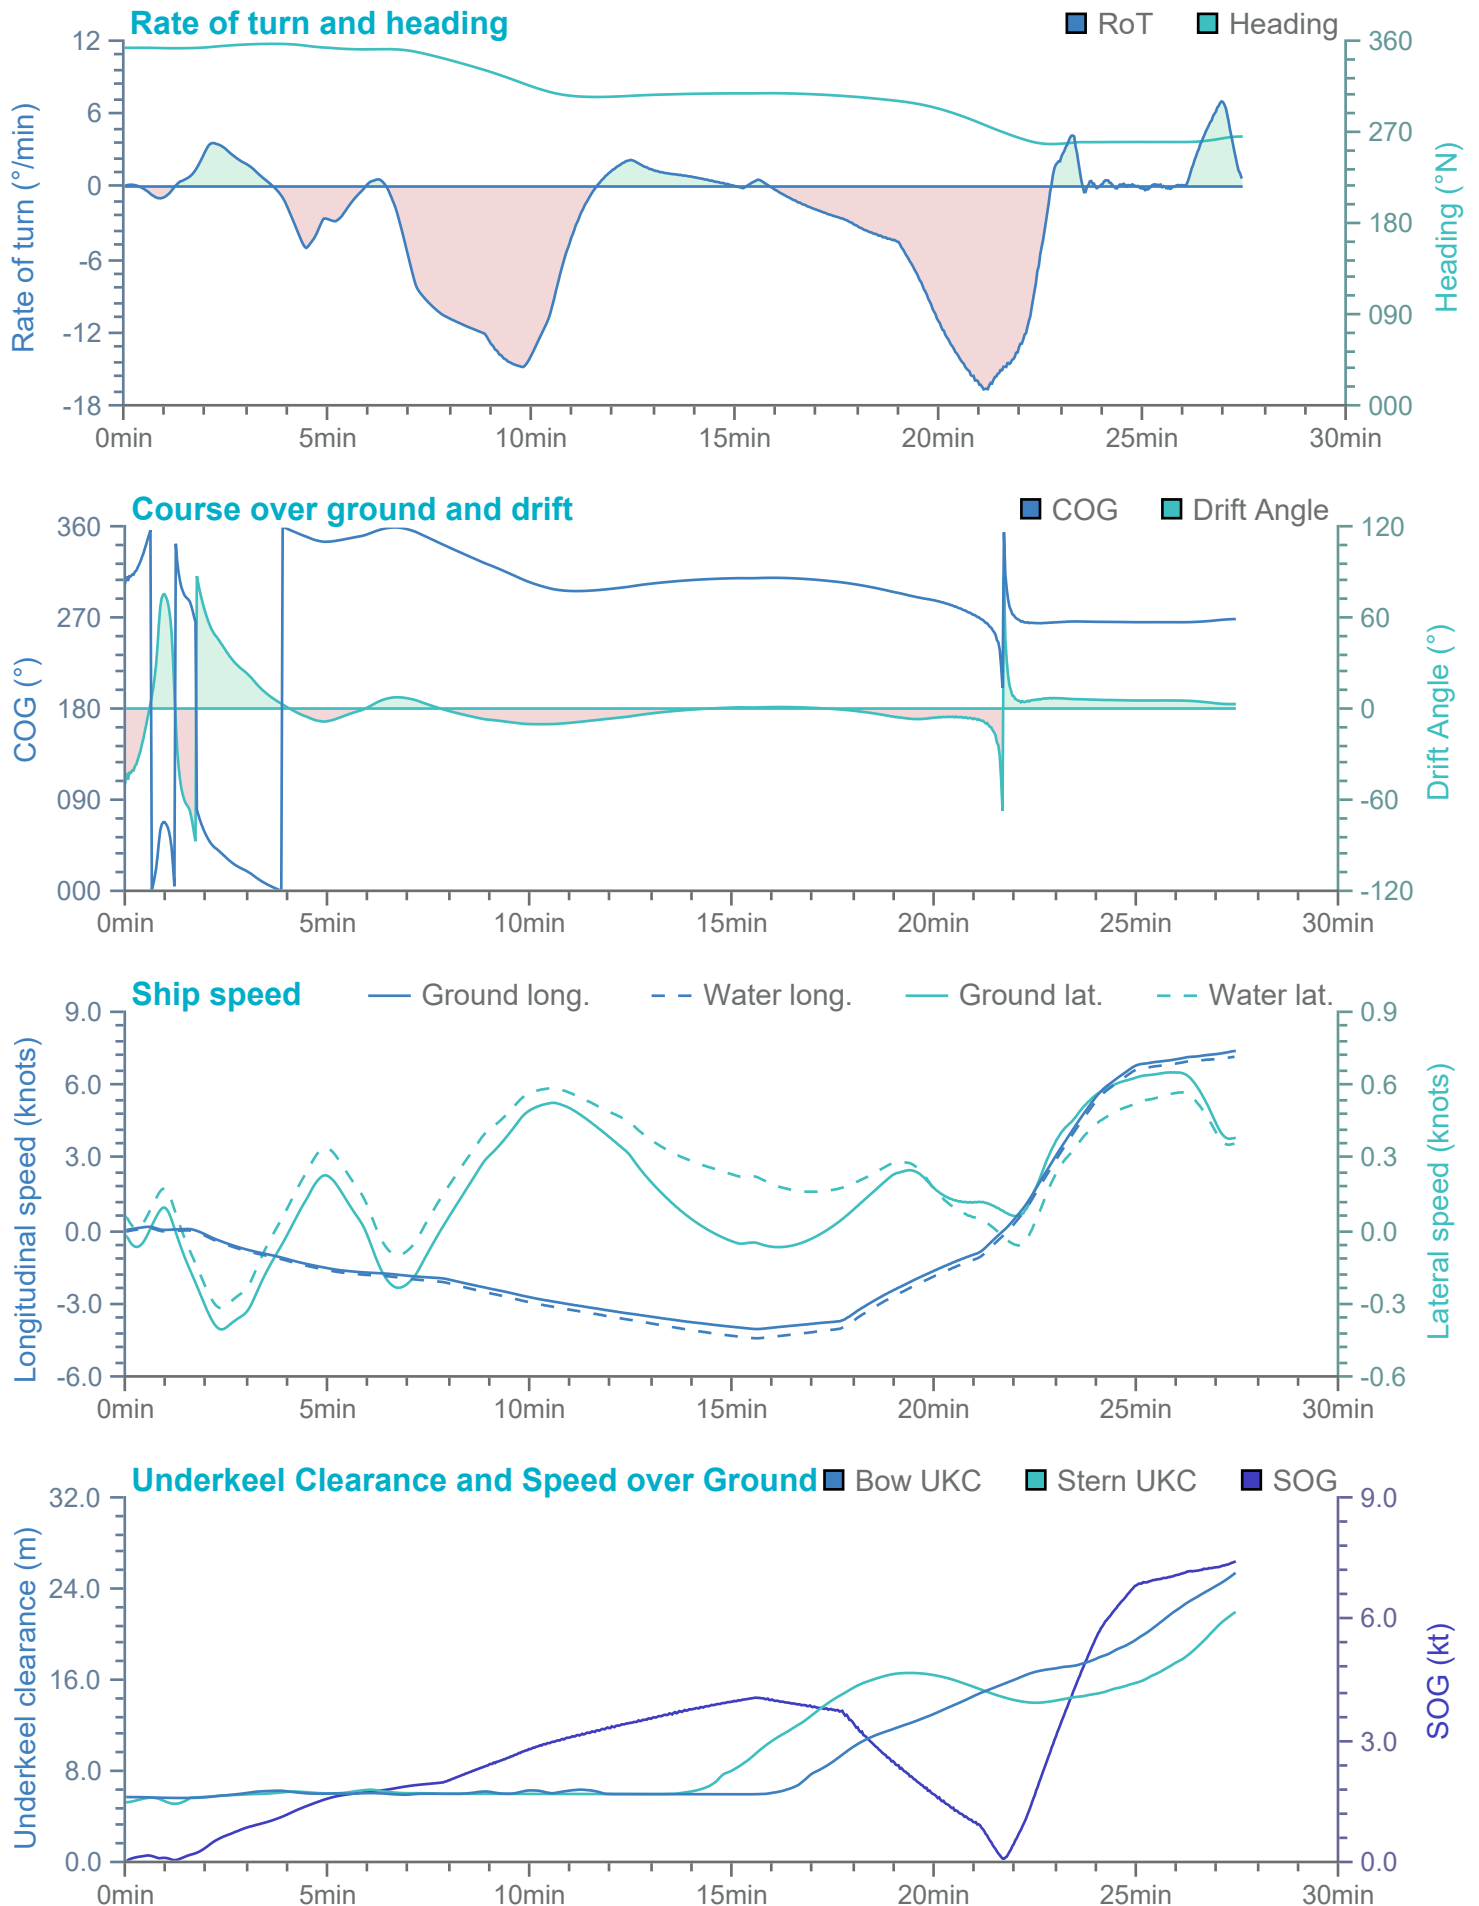 Rate of turn and heading
RoT Heading
12 6 0 -6 -12 -18
Rate of turn (°/min)
360 270 180 090 000
Heading (°N)
0min 5min 10min 15min 20min 25min 30min
Course over ground and drift
COG Drift Angle
360 270 180 090 000
COG (°)
120 60 0 -60 -120
Drift Angle (°)
0min 5min 10min 15min 20min 25min 30min
Ship speed
Ground long. Water long. Ground lat. Water lat.
9.0 6.0 3.0 0.0 -3.0 -6.0
Longitudinal speed (knots)
0.9 0.6 0.3 0.0 -0.3 -0.6
Lateral speed (knots)
0min 5min 10min 15min 20min 25min 30min
Underkeel Clearance and Speed over Ground
Bow UKC Stern UKC SOG
32.0 24.0 16.0 8.0 0.0
Underkeel clearance (m)
9.0 6.0 3.0 0.0
SOG (kt)
0min 5min 10min 15min 20min 25min 30min